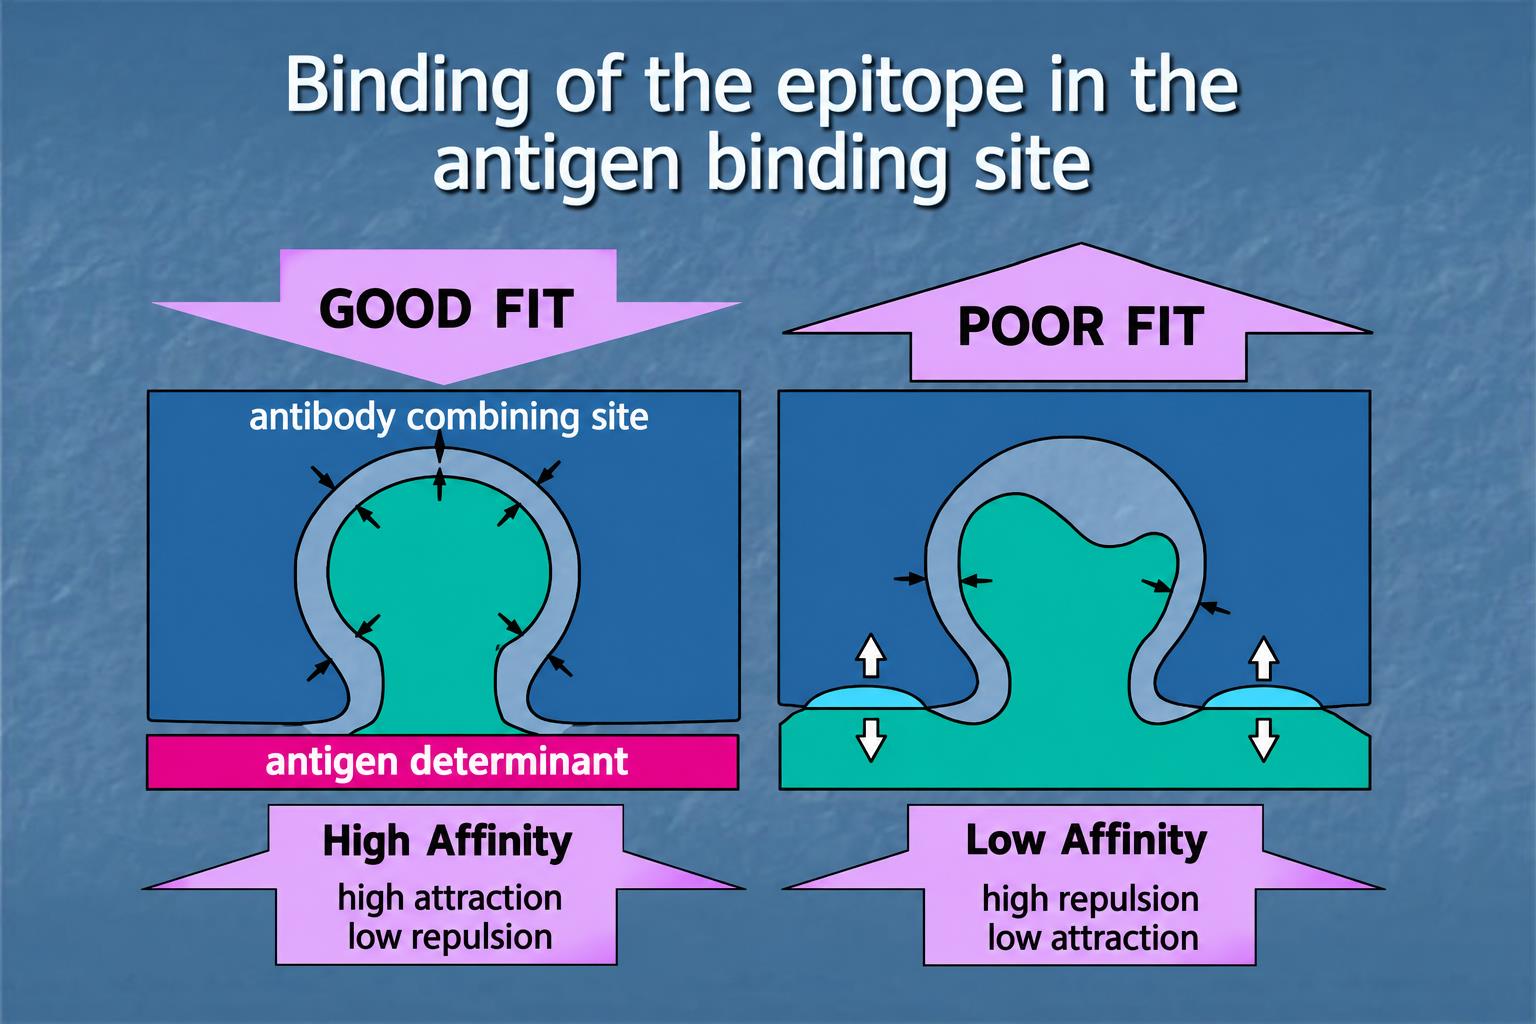 Binding of the epitope in the
antigen binding site
GOOD FIT
POOR FIT
antibody combining site
antigen determinant
High Affinity
high attraction
low repulsion
Low Affinity
high repulsion
low attraction